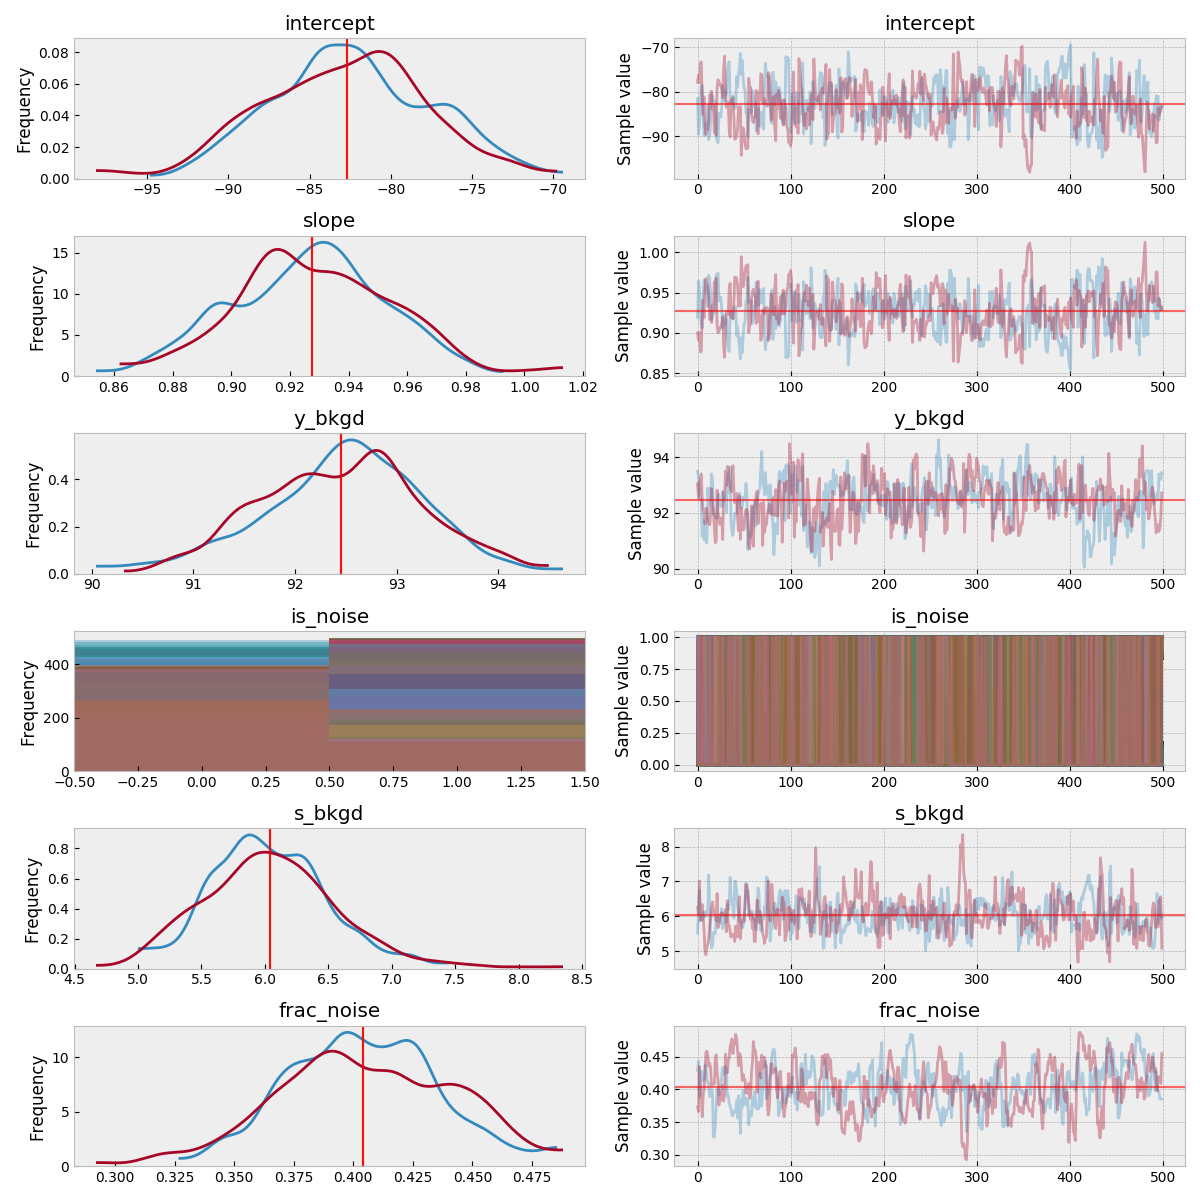 intercept intercept
Frequency
0.08
0.06
0.04
0.02
0.00
−95 −90 −85 −80 −75 −70
Sample value
−70
−80
−90
0 100 200 300 400 500
slope slope
Frequency
15
10
5
0
0.86 0.88 0.90 0.92 0.94 0.96 0.98 1.00 1.02
Sample value
1.00
0.95
0.90
0.85
0 100 200 300 400 500
y_bkgd y_bkgd
Frequency
0.4
0.2
0.0
90 91 92 93 94
Sample value
94
92
90
0 100 200 300 400 500
is_noise is_noise
Frequency
400
200
0
−0.50 −0.25 0.00 0.25 0.50 0.75 1.00 1.25 1.50
Sample value
1.00
0.75
0.50
0.25
0.00
0 100 200 300 400 500
s_bkgd s_bkgd
Frequency
0.8
0.6
0.4
0.2
0.0
4.5 5.0 5.5 6.0 6.5 7.0 7.5 8.0 8.5
Sample value
8
7
6
5
0 100 200 300 400 500
frac_noise frac_noise
Frequency
10
5
0
0.300 0.325 0.350 0.375 0.400 0.425 0.450 0.475
Sample value
0.45
0.40
0.35
0.30
0 100 200 300 400 500